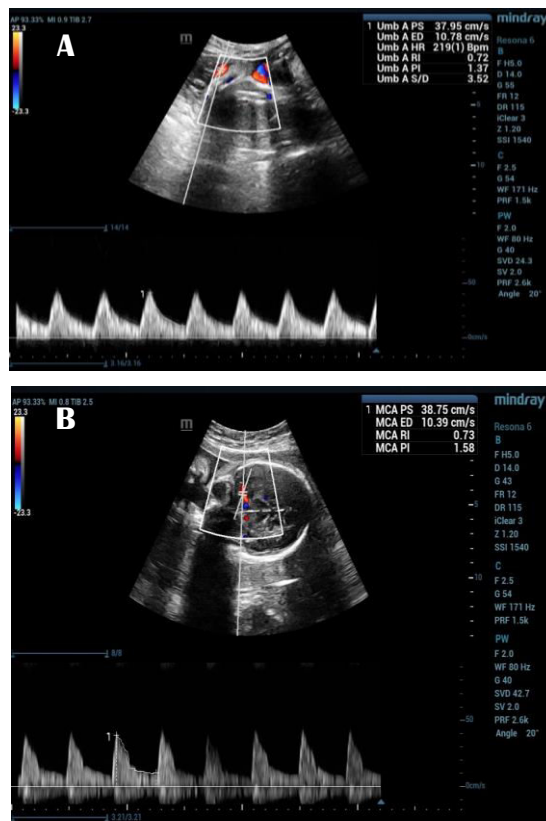 AP 93.33% MI 0.9 TIB 2.7
A
m
23.3
-23.3
1 Umb A PS 37.95 cm/s
Umb A ED 10.78 cm/s
Umb A HR 219(1) Bpm
Umb A RI 0.72
Umb A PI 1.37
Umb A S/D 3.52
mindray
Resona 6
B
F H5.0
D 14.0
G 55
FR 12
DR 115
iClear 3
Z 1.20
SSI 1540
C
F 2.5
G 54
WF 171 Hz
PRF 1.5k
PW
F 2.0
WF 80 Hz
G 40
SVD 24.3
SV 2.0
PRF 2.6k
Angle 20°
5
10
14/14
1
50
0cm/s
3.16/3.16
AP 93.33% MI 0.8 TIB 2.5
B
m
23.3
-23.3
1 MCA PS 38.75 cm/s
MCA ED 10.39 cm/s
MCA RI 0.73
MCA PI 1.58
mindray
Resona 6
B
F H5.0
D 14.0
G 43
FR 12
DR 115
iClear 3
Z 1.20
SSI 1540
C
F 2.5
G 54
WF 171 Hz
PRF 1.5k
PW
F 2.0
WF 80 Hz
G 40
SVD 42.7
SV 2.0
PRF 2.6k
Angle 20°
5
10
8/8
1
50
0cm/s
3.21/3.21